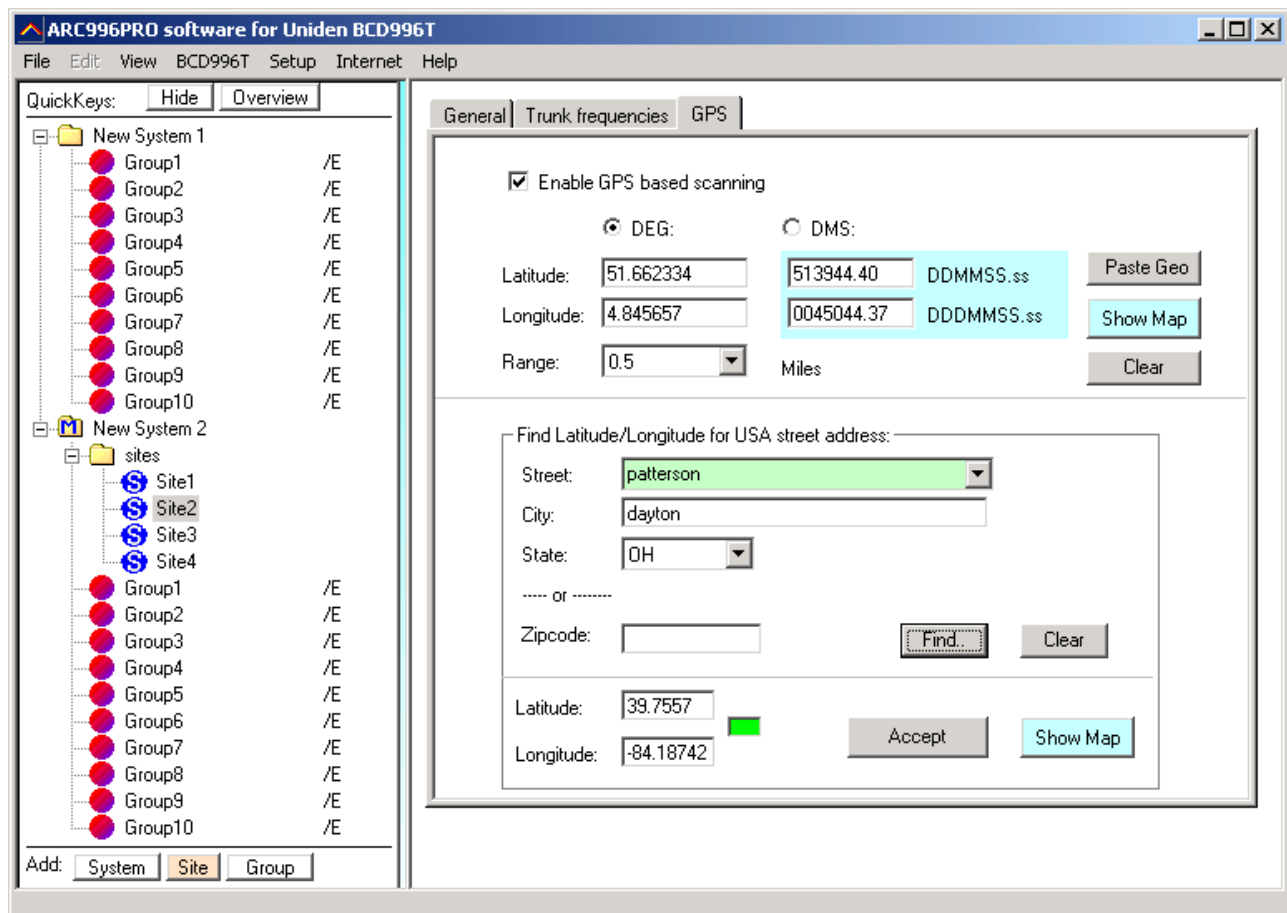 ARC996PRO software for Uniden BCD996T
File Edit View BCD996T Setup Internet Help
QuickKeys: Hide Overview
New System 1
Group1 /E
Group2 /E
Group3 /E
Group4 /E
Group5 /E
Group6 /E
Group7 /E
Group8 /E
Group9 /E
Group10 /E
M New System 2
sites
S Site1
S Site2
S Site3
S Site4
Group1 /E
Group2 /E
Group3 /E
Group4 /E
Group5 /E
Group6 /E
Group7 /E
Group8 /E
Group9 /E
Group10 /E
Add: System Site Group
General Trunk frequencies GPS
Enable GPS based scanning
DEG: DMS:
Latitude: 51.662334 513944.40 DDMMSS.ss Paste Geo
Longitude: 4.845657 0045044.37 DDDMMSS.ss Show Map
Range: 0.5 Miles Clear
Find Latitude/Longitude for USA street address:
Street: patterson
City: dayton
State: OH
----- or --------
Zipcode: Find.. Clear
Latitude: 39.7557
Longitude: -84.18742
Accept Show Map